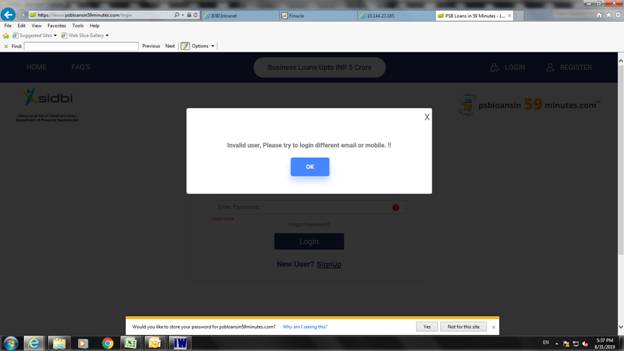 https://www.psbloansin59minutes.com/login
IDBI Intranet
Finacle
10.144.23.185
PSB Loans in 59 Minutes - L...
File Edit View Favorites Tools Help
Suggested Sites Web Slice Gallery
Find: Previous Next Options
HOME FAQ'S Business Loans Upto INR 5 Crore LOGIN REGISTER
sidbi
psbloansin 59 minutes.com
X
Invalid user, Please try to login different email or mobile. !!
OK
Enter Password
Forgot Password?
Login
New User? SignUp
Would you like to store your password for psbloansin59minutes.com? Why am I seeing this? Yes Not for this site x
EN 5:37 PM
8/31/2019